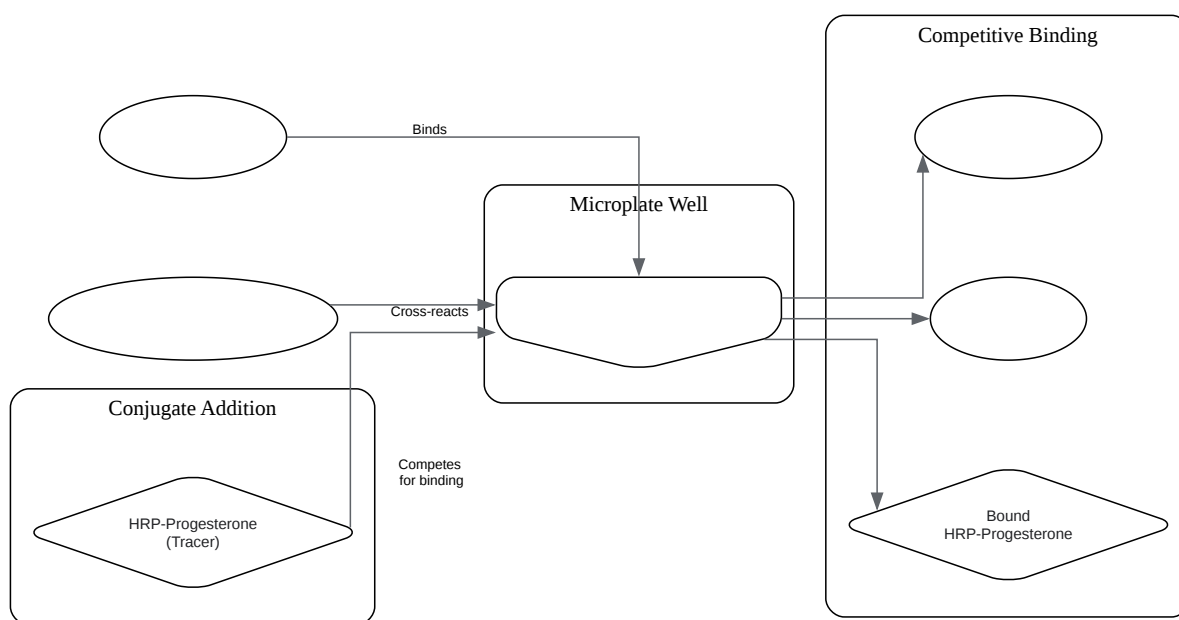 Competitive Binding
Binds
Microplate Well
Cross-reacts
Conjugate Addition
Competes
for binding
HRP-Progesterone
(Tracer)
Bound
HRP-Progesterone